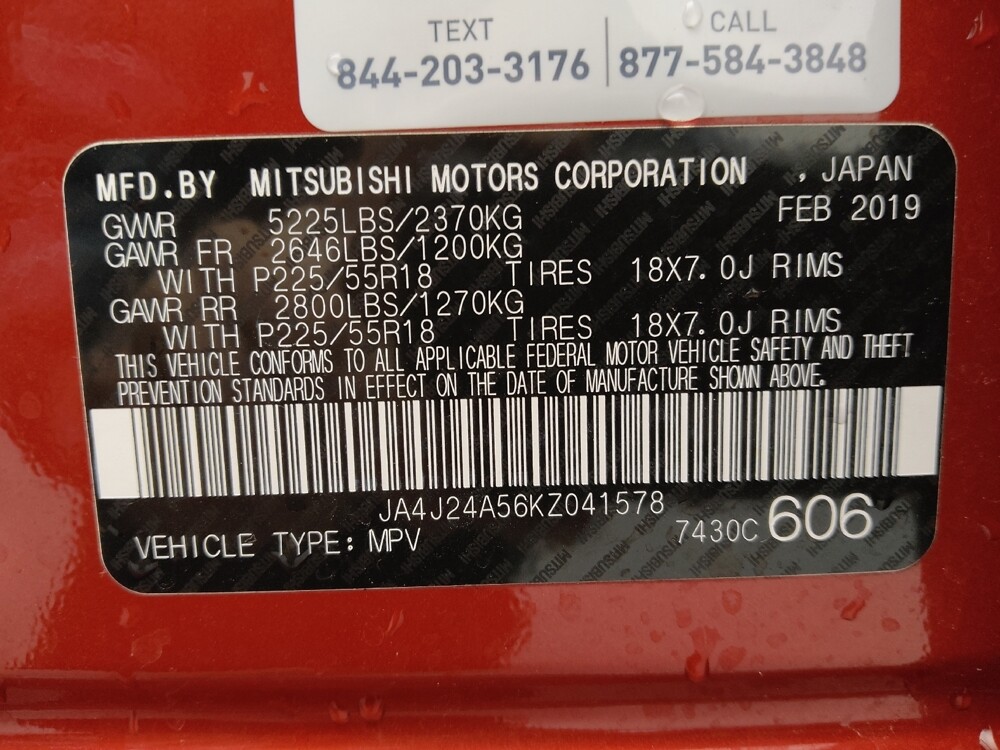 TEXT CALL
844-203-3176 877-584-3848
MFD.BY MITSUBISHI MOTORS CORPORATION , JAPAN
GVWR 5225LBS/2370KG FEB 2019
GAWR FR 2646LBS/1200KG
WITH P225/55R18 TIRES 18X7.0J RIMS
GAWR RR 2800LBS/1270KG
WITH P225/55R18 TIRES 18X7.0J RIMS
THIS VEHICLE CONFORMS TO ALL APPLICABLE FEDERAL MOTOR VEHICLE SAFETY AND THEFT
PREVENTION STANDARDS IN EFFECT ON THE DATE OF MANUFACTURE SHOWN ABOVE.
JA4J24A56KZ041578
VEHICLE TYPE: MPV 7430C 606